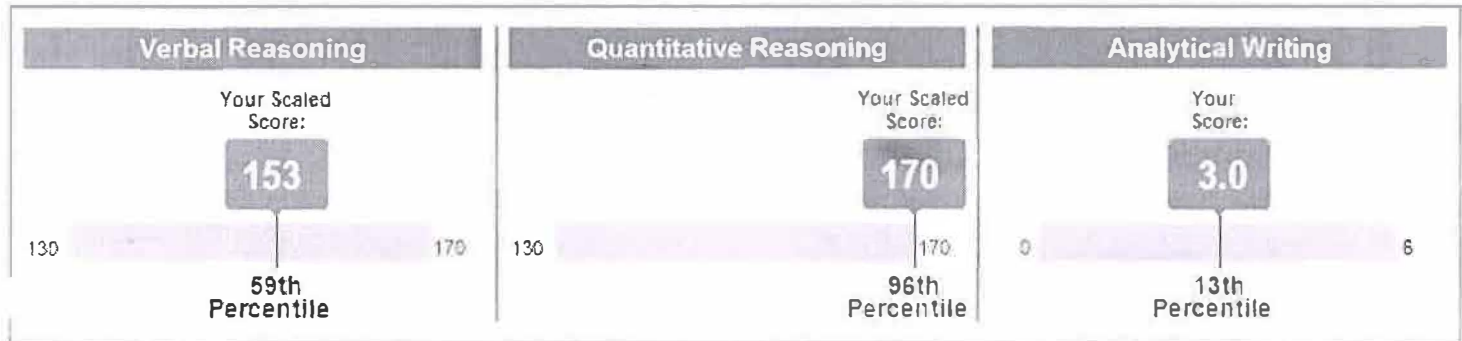 Verbal Reasoning
Your Scaled
Score:
153
130
170
59th
Percentile
Quantitative Reasoning
Your Scaled
Score:
170
130
170
96th
Percentile
Analytical Writing
Your
Score:
3.0
0
6
13th
Percentile